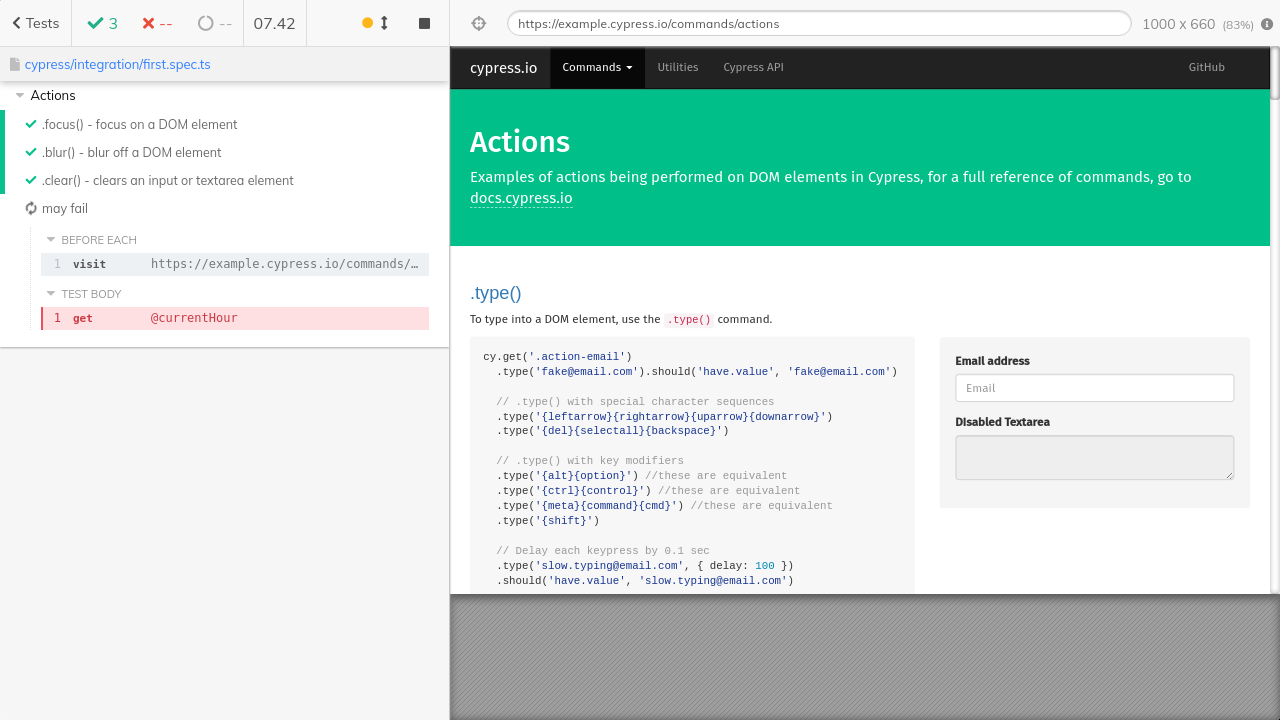 Tests
3
--
--
07.42
https://example.cypress.io/commands/actions
1000 x 660 (83%)
cypress/integration/first.spec.ts
Actions
.focus() - focus on a DOM element
.blur() - blur off a DOM element
.clear() - clears an input or textarea element
may fail
BEFORE EACH
1 visit https://example.cypress.io/commands/…
TEST BODY
1 get @currentHour
cypress.io
Commands
Utilities
Cypress API
GitHub
Actions
Examples of actions being performed on DOM elements in Cypress, for a full reference of commands, go to
docs.cypress.io
.type()
To type into a DOM element, use the .type() command.
cy.get('.action-email')
.type('fake@email.com').should('have.value', 'fake@email.com')
// .type() with special character sequences
.type('{leftarrow}{rightarrow}{uparrow}{downarrow}')
.type('{del}{selectall}{backspace}')
// .type() with key modifiers
.type('{alt}{option}') //these are equivalent
.type('{ctrl}{control}') //these are equivalent
.type('{meta}{command}{cmd}') //these are equivalent
.type('{shift}')
// Delay each keypress by 0.1 sec
.type('slow.typing@email.com', { delay: 100 })
.should('have.value', 'slow.typing@email.com')
Email address
Email
Disabled Textarea